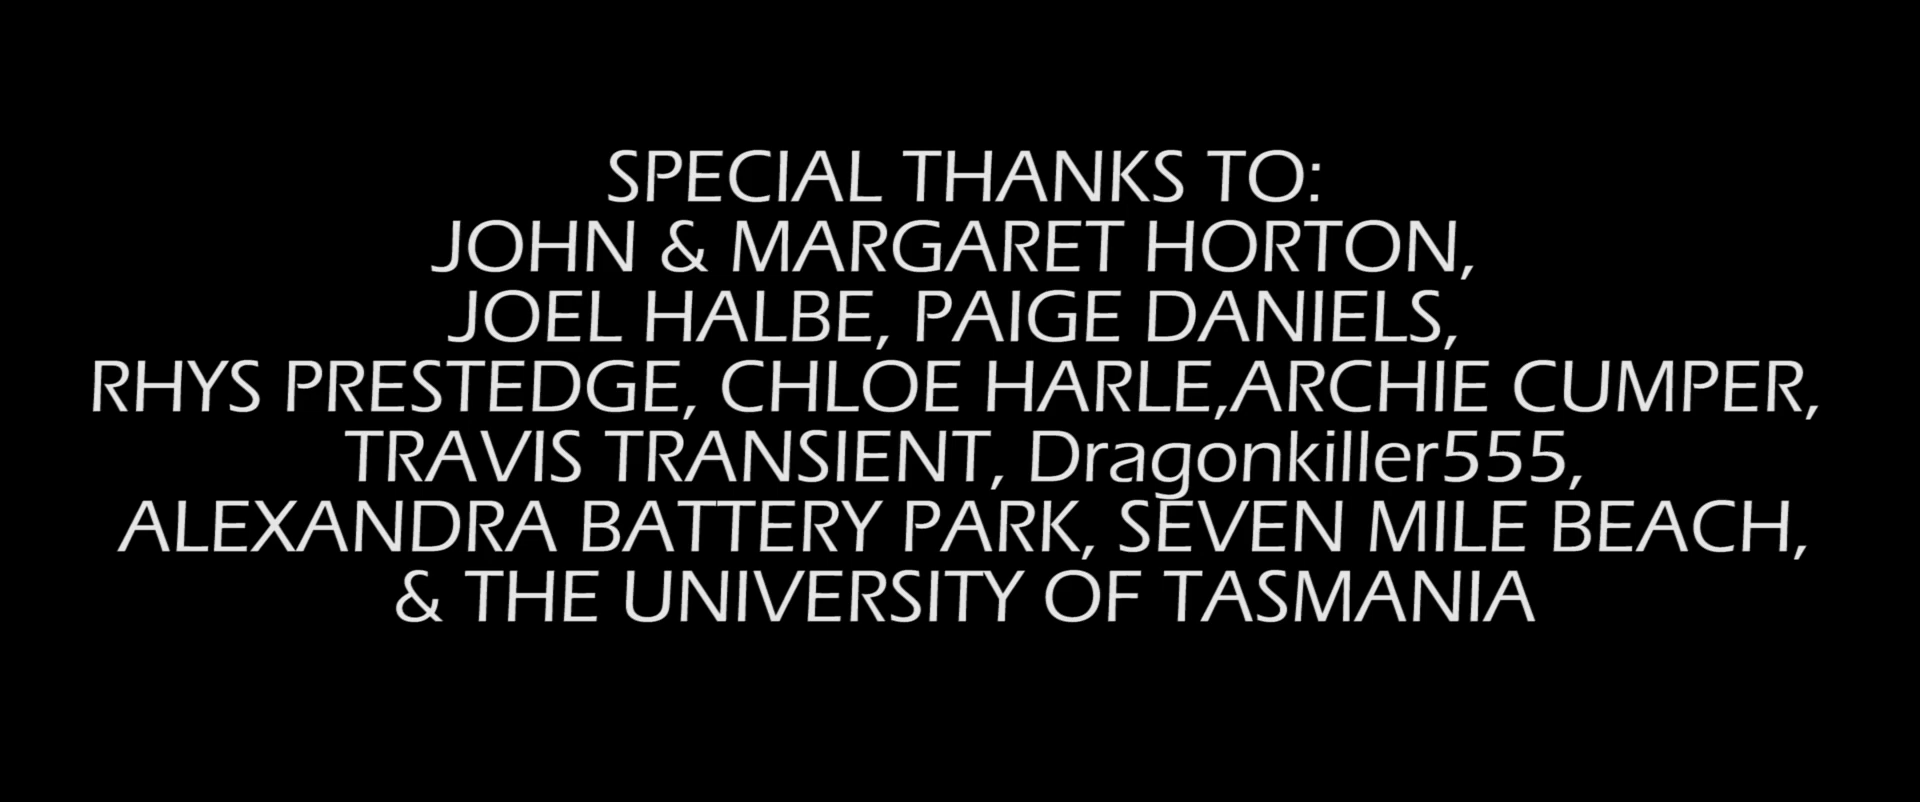 SPECIAL THANKS TO:
JOHN & MARGARET HORTON,
JOEL HALBE, PAIGE DANIELS,
RHYS PRESTEDGE, CHLOE HARLE,ARCHIE CUMPER,
TRAVIS TRANSIENT, Dragonkiller555,
ALEXANDRA BATTERY PARK, SEVEN MILE BEACH,
& THE UNIVERSITY OF TASMANIA